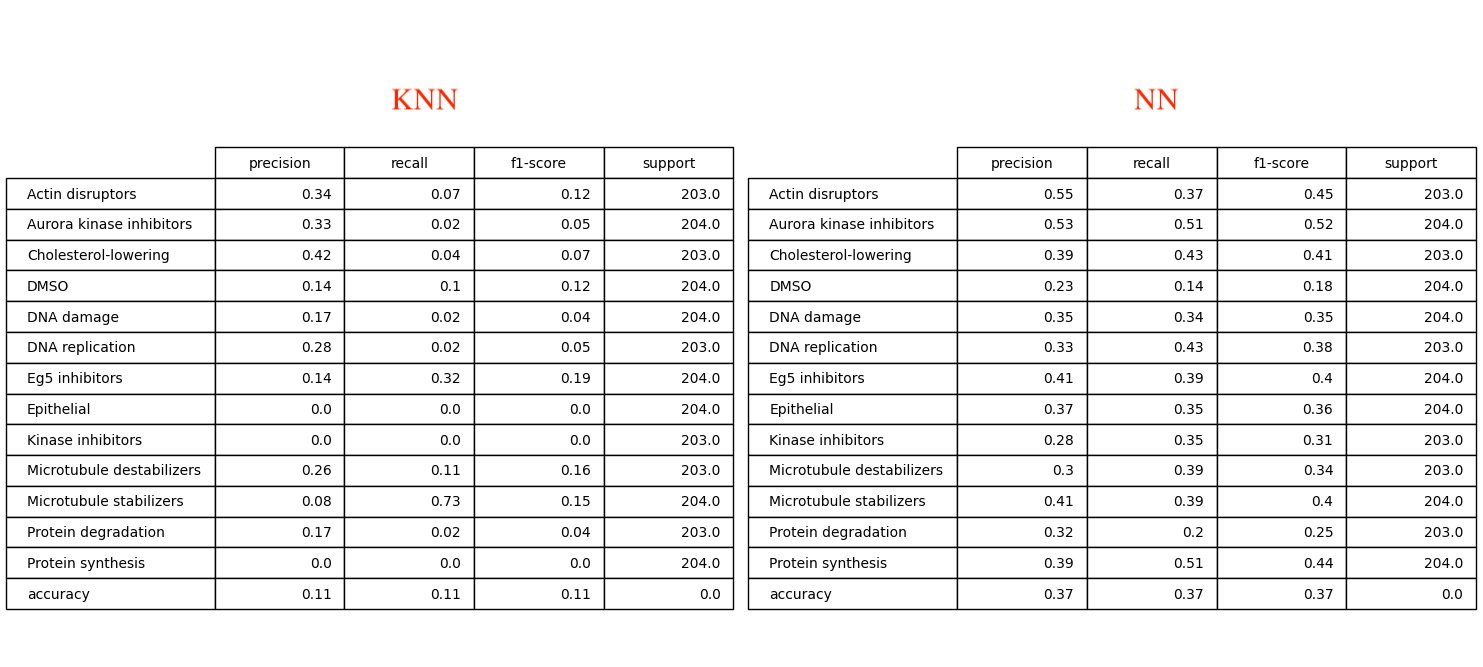 KNN
precision recall f1-score support
Actin disruptors 0.34 0.07 0.12 203.0
Aurora kinase inhibitors 0.33 0.02 0.05 204.0
Cholesterol-lowering 0.42 0.04 0.07 203.0
DMSO 0.14 0.1 0.12 204.0
DNA damage 0.17 0.02 0.04 204.0
DNA replication 0.28 0.02 0.05 203.0
Eg5 inhibitors 0.14 0.32 0.19 204.0
Epithelial 0.0 0.0 0.0 204.0
Kinase inhibitors 0.0 0.0 0.0 203.0
Microtubule destabilizers 0.26 0.11 0.16 203.0
Microtubule stabilizers 0.08 0.73 0.15 204.0
Protein degradation 0.17 0.02 0.04 203.0
Protein synthesis 0.0 0.0 0.0 204.0
accuracy 0.11 0.11 0.11 0.0
NN
precision recall f1-score support
Actin disruptors 0.55 0.37 0.45 203.0
Aurora kinase inhibitors 0.53 0.51 0.52 204.0
Cholesterol-lowering 0.39 0.43 0.41 203.0
DMSO 0.23 0.14 0.18 204.0
DNA damage 0.35 0.34 0.35 204.0
DNA replication 0.33 0.43 0.38 203.0
Eg5 inhibitors 0.41 0.39 0.4 204.0
Epithelial 0.37 0.35 0.36 204.0
Kinase inhibitors 0.28 0.35 0.31 203.0
Microtubule destabilizers 0.3 0.39 0.34 203.0
Microtubule stabilizers 0.41 0.39 0.4 204.0
Protein degradation 0.32 0.2 0.25 203.0
Protein synthesis 0.39 0.51 0.44 204.0
accuracy 0.37 0.37 0.37 0.0